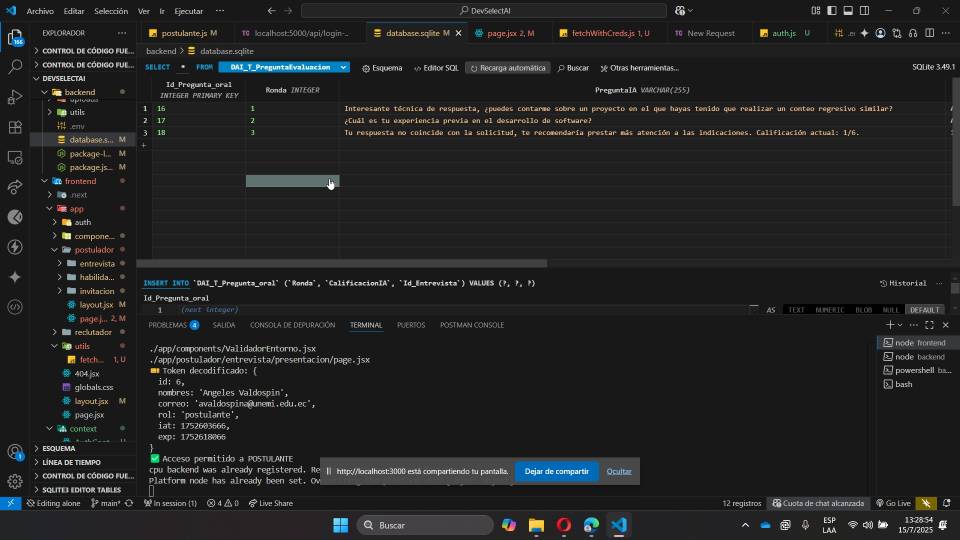 Archivo Editar Selección Ver Ir Ejecutar ··· DevSelectAI
EXPLORADOR ···
postulante.js M
TC localhost:5000/api/login-..
database.sqlite M
page.jsx 2, M
fetchWithCreds.js 1, U
TC New Request
auth.js U
CONTROL DE CÓDIGO FUE...
CONTROL DE CÓDIGO FUE...
DEVSELECTAI
backend
uploads
utils
.env
database.s... M
package-l... M
package.js... M
frontend
.next
app
auth
compone...
postulador
entrevista
habilida...
invitacion
layout.jsx M
page.j... 2, M
reclutador
utils
fetch... 1, U
404.jsx
globals.css
layout.jsx M
page.jsx
context
ESQUEMA
LÍNEA DE TIEMPO
CONTROL DE CÓDIGO FUE...
SQLITE3 EDITOR TABLES
backend > database.sqlite
SELECT * FROM DAI_T_PreguntaEvaluacion Esquema Editor SQL Recarga automática Buscar Otras herramientas... SQLite 3.49.1
Id_Pregunta_oral INTEGER PRIMARY KEY
Ronda INTEGER
PreguntaIA VARCHAR(255)
1 16 1 Interesante técnica de respuesta, ¿puedes contarme sobre un proyecto en el que hayas tenido que realizar un conteo regresivo similar?
2 17 2 ¿Cuál es tu experiencia previa en el desarrollo de software?
3 18 3 Tu respuesta no coincide con la solicitud, te recomendaría prestar más atención a las indicaciones. Calificación actual: 1/6.
+
INSERT INTO `DAI_T_Pregunta_oral` (`Ronda`, `CalificacionIA`, `Id_Entrevista`) VALUES (?, ?, ?) Historial ···
Id_Pregunta_oral
1 (next integer) AS TEXT NUMERIC BLOB NULL DEFAULT
PROBLEMAS 4 SALIDA CONSOLA DE DEPURACIÓN TERMINAL PUERTOS POSTMAN CONSOLE
./app/components/ValidadorEntorno.jsx
./app/postulador/entrevista/presentacion/page.jsx
Token decodificado: {
id: 6,
nombres: 'Angeles Valdospin',
correo: 'avaldospina@unemi.edu.ec',
rol: 'postulante',
iat: 1752603666,
exp: 1752618066
}
✅ Acceso permitido a POSTULANTE
cpu backend was already registered. Re
Platform node has already been set. Ov
node frontend
node backend
powershell ba...
bash
http://localhost:3000 está compartiendo tu pantalla. Dejar de compartir Ocultar
Editing alone main* In session (1) 4 0 Live Share 12 registros Cuota de chat alcanzada Go Live
Buscar
ESP
LAA
13:28:54
15/7/2025